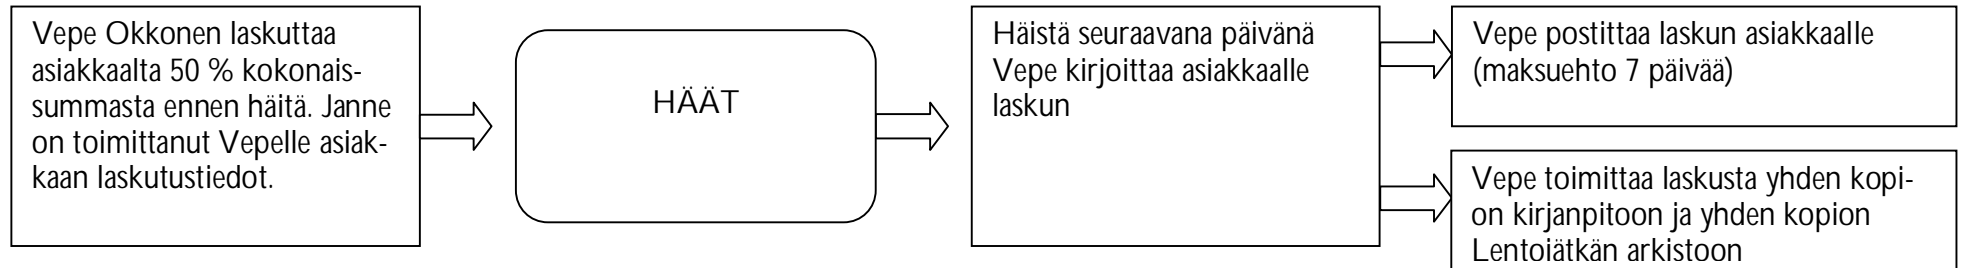 Vepe Okkonen laskuttaa
asiakkaalta 50 % kokonais-
summasta ennen häitä. Janne
on toimittanut Vepelle asiak-
kaan laskutustiedot.
HÄÄT
Häistä seuraavana päivänä
Vepe kirjoittaa asiakkaalle
laskun
Vepe postittaa laskun asiakkaalle
(maksuehto 7 päivää)
Vepe toimittaa laskusta yhden kopi-
on kirjanpitoon ja yhden kopion
Lentojätkän arkistoon